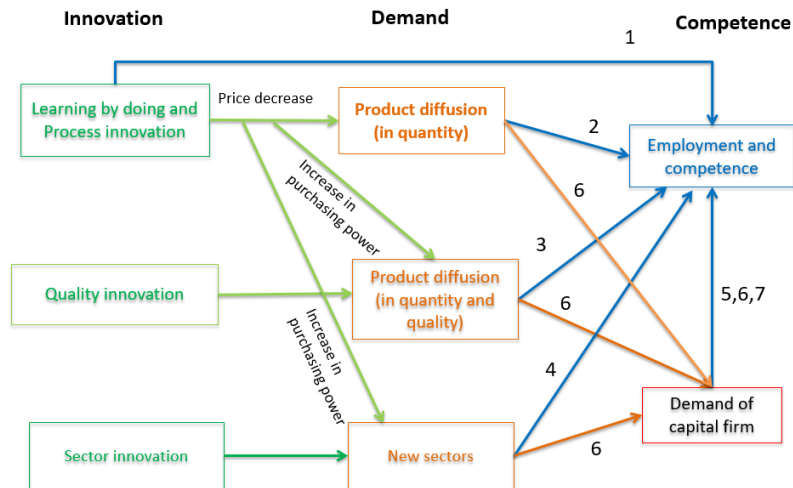 Innovation
Demand
Competence
1
Learning by doing and
Process innovation
Price decrease
Product diffusion
(in quantity)
2
Employment and
competence
Increase in
purchasing power
6
3
Quality innovation
Product diffusion
(in quantity and
quality)
6
5,6,7
Increase in
purchasing power
4
Demand of
capital firm
Sector innovation
New sectors
6